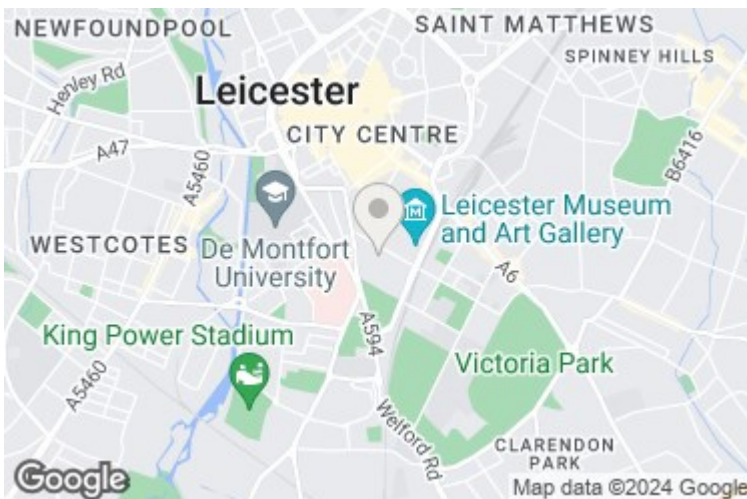 NEWFOUNDPOOL
SAINT MATTHEWS
SPINNEY HILLS
Henley Rd
Leicester
CITY CENTRE
A47
A5460
B6416
Leicester Museum
and Art Gallery
WESTCOTES
De Montfort
University
A6
King Power Stadium
A594
Victoria Park
A5460
Welford Rd
CLARENDON
PARK
Google
Map data ©2024 Google